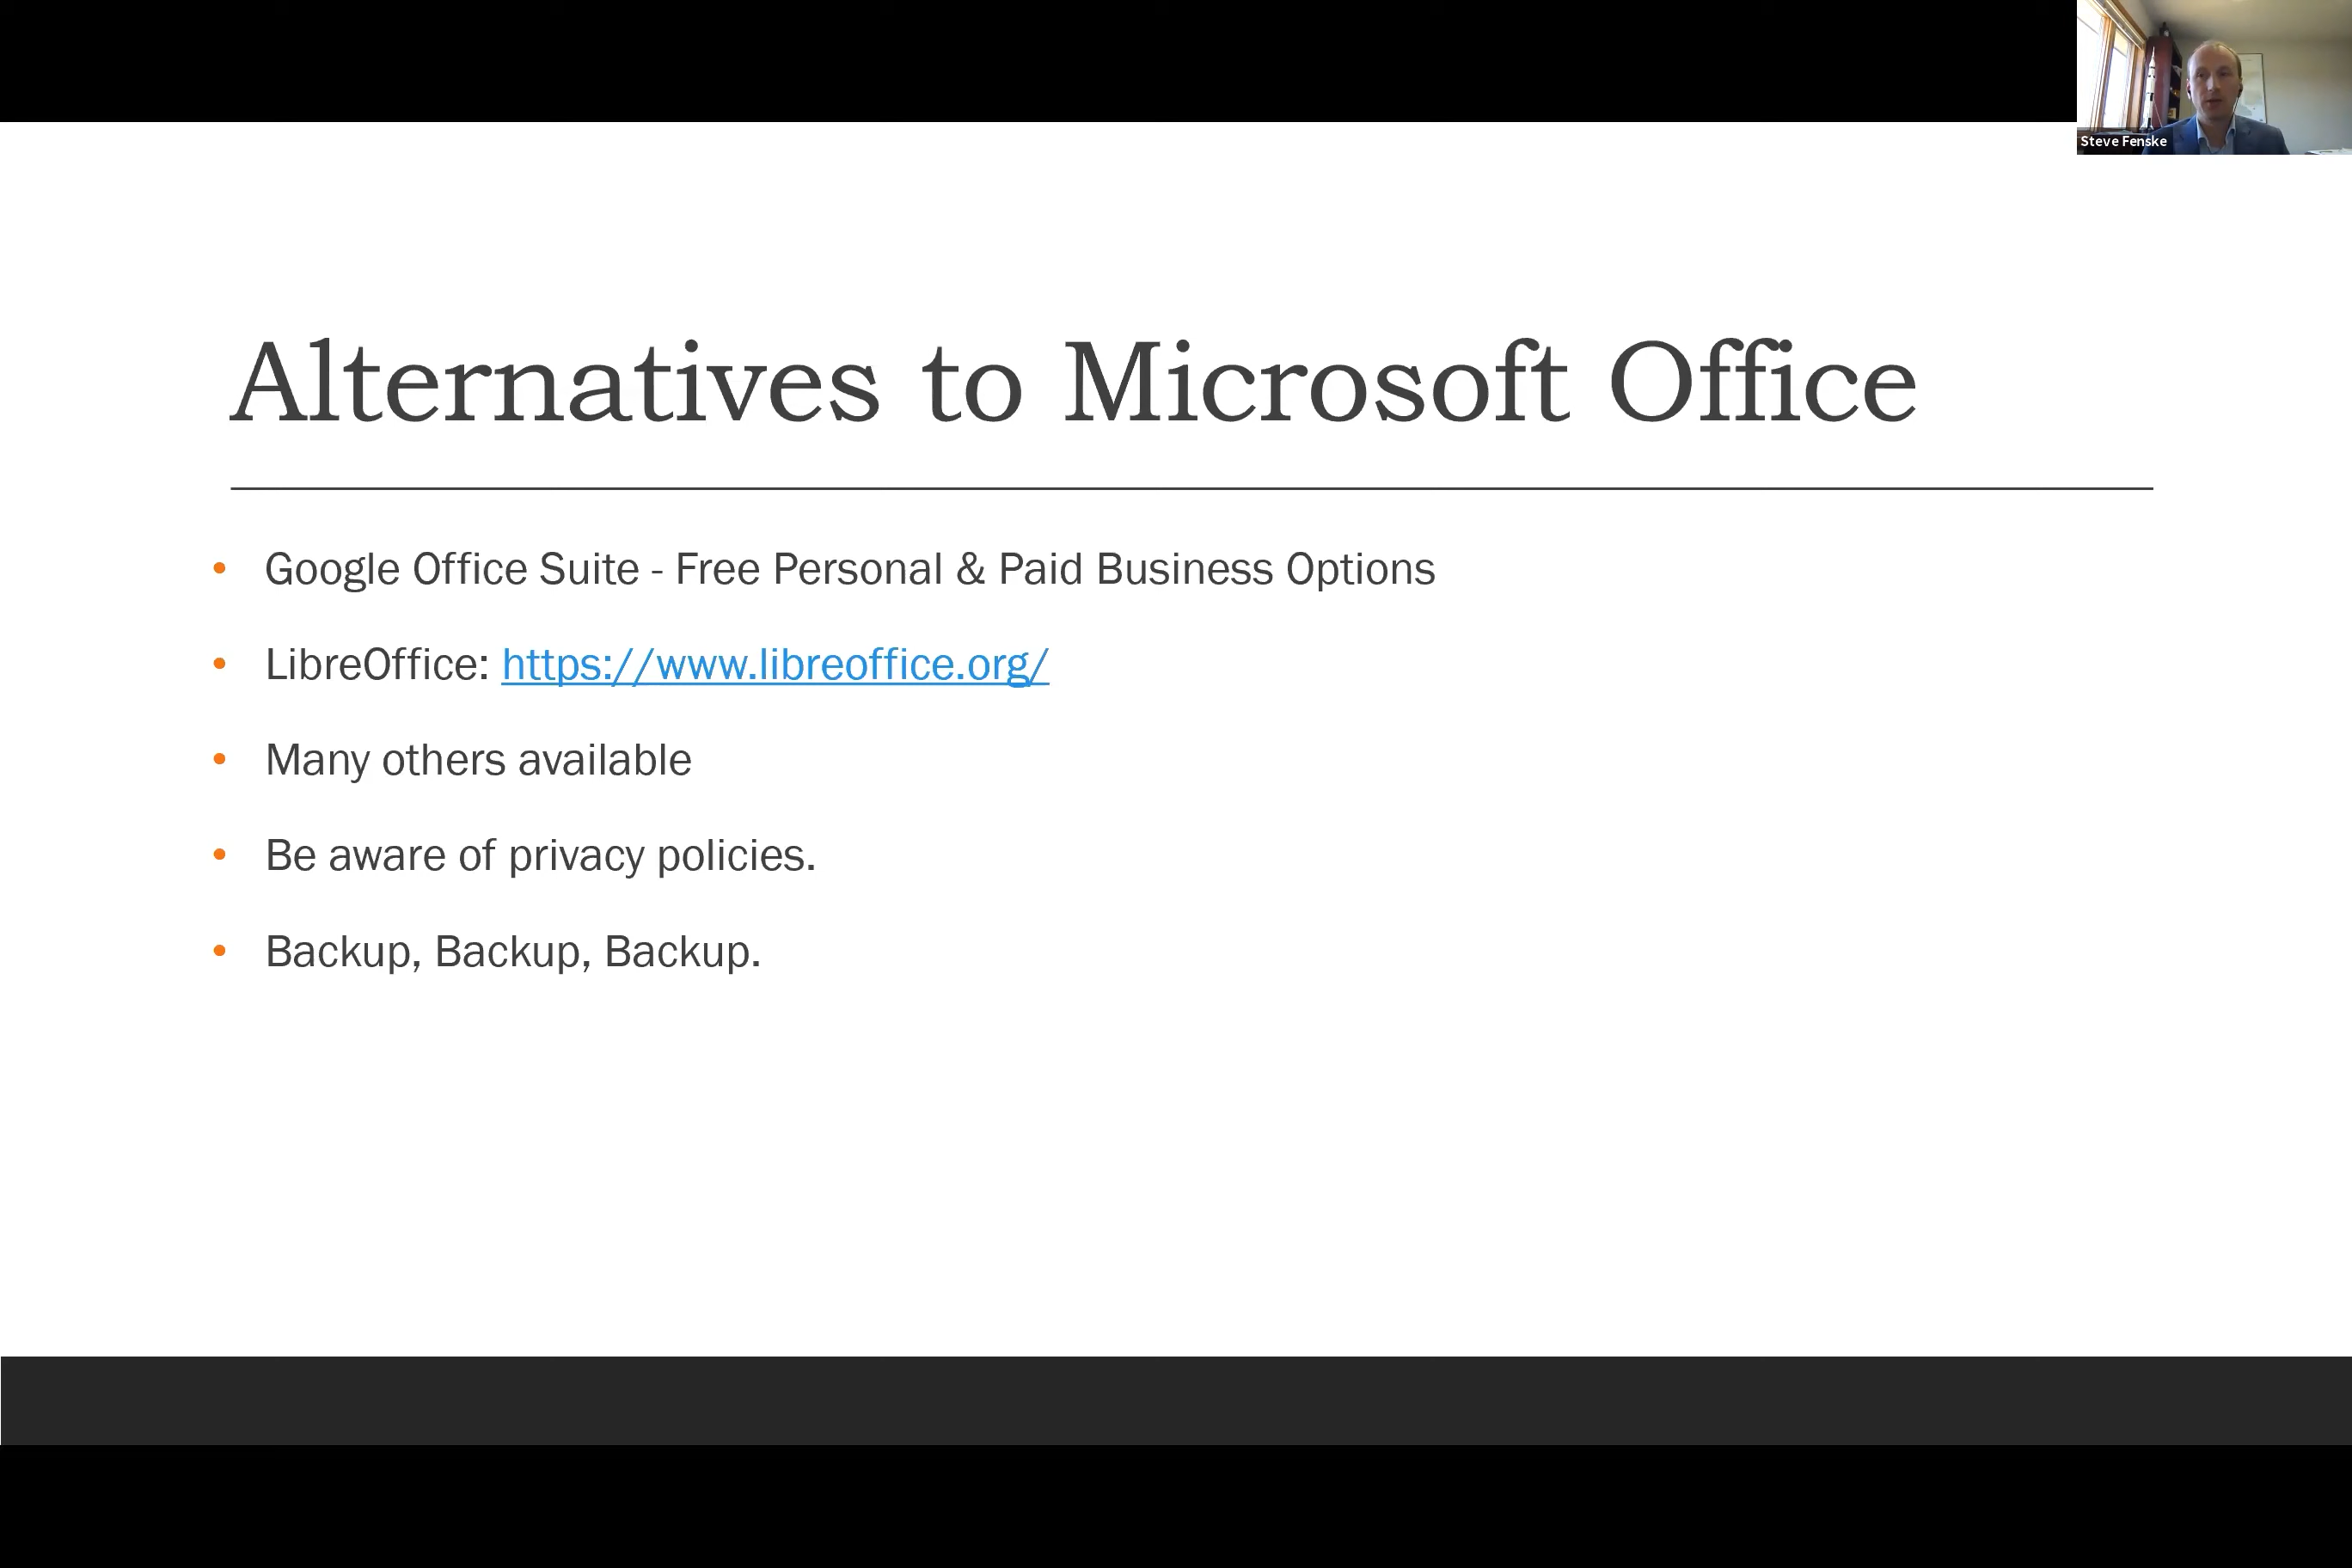 Steve Fenske
Alternatives to Microsoft Office
• Google Office Suite - Free Personal & Paid Business Options
• LibreOffice: https://www.libreoffice.org/
• Many others available
• Be aware of privacy policies.
• Backup, Backup, Backup.